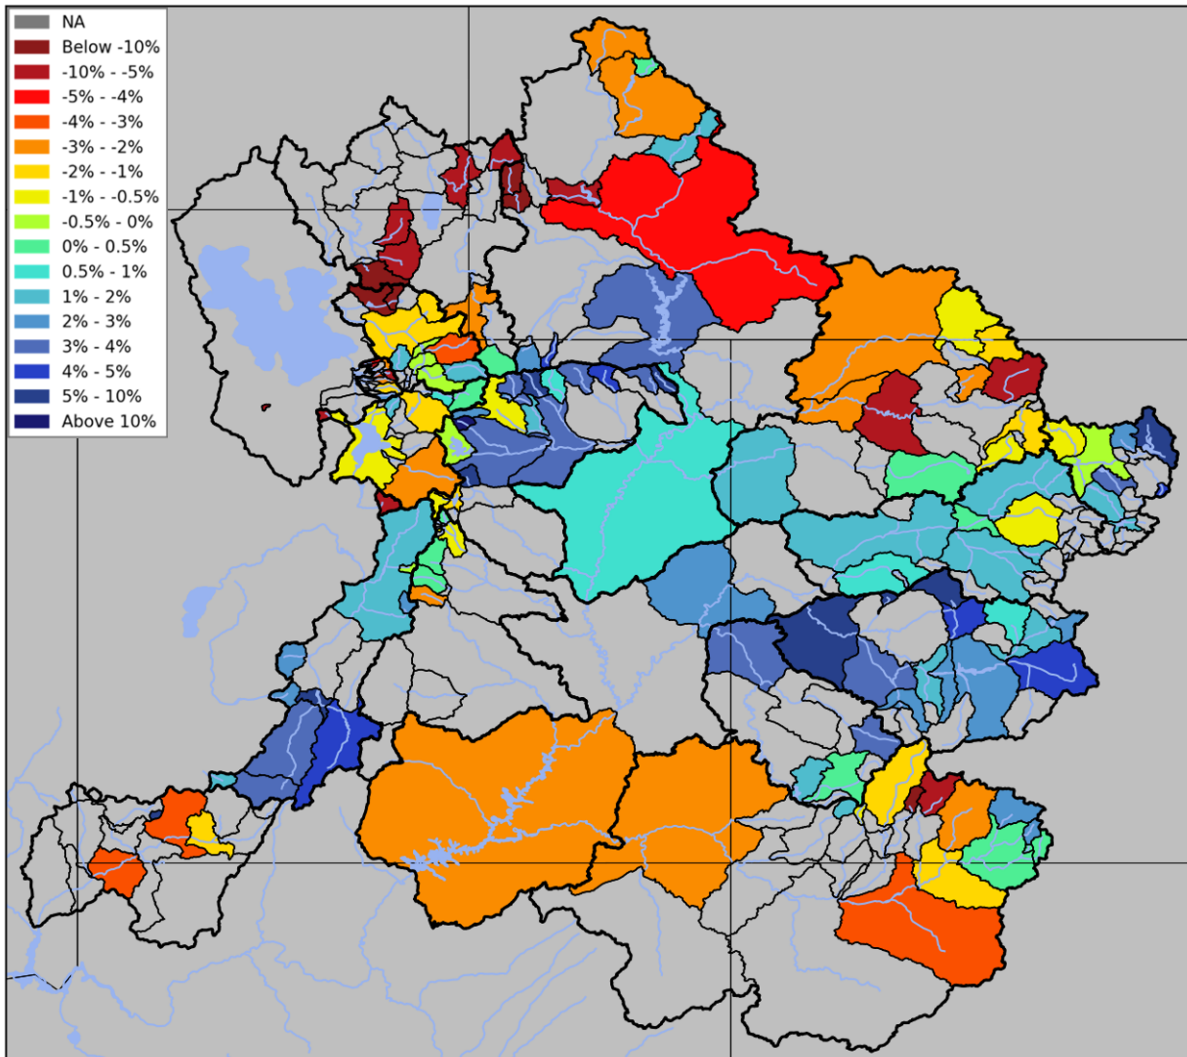 NA
Below -10%
-10% - -5%
-5% - -4%
-4% - -3%
-3% - -2%
-2% - -1%
-1% - -0.5%
-0.5% - 0%
0% - 0.5%
0.5% - 1%
1% - 2%
2% - 3%
3% - 4%
4% - 5%
5% - 10%
Above 10%